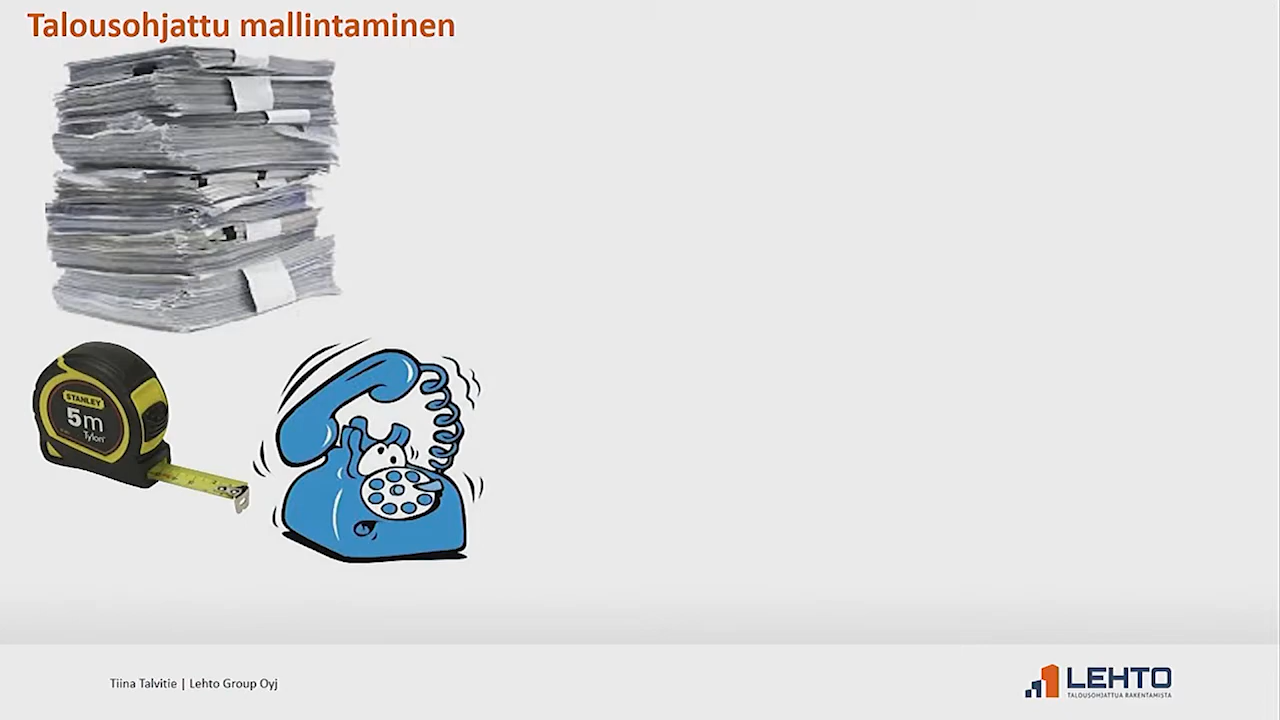 Talousohjattu mallintaminen
STANLEY
5m
Tylon
Tiina Talvitie | Lehto Group Oyj
LEHTO
TALOUSOHJATTUA RAKENTAMISTA